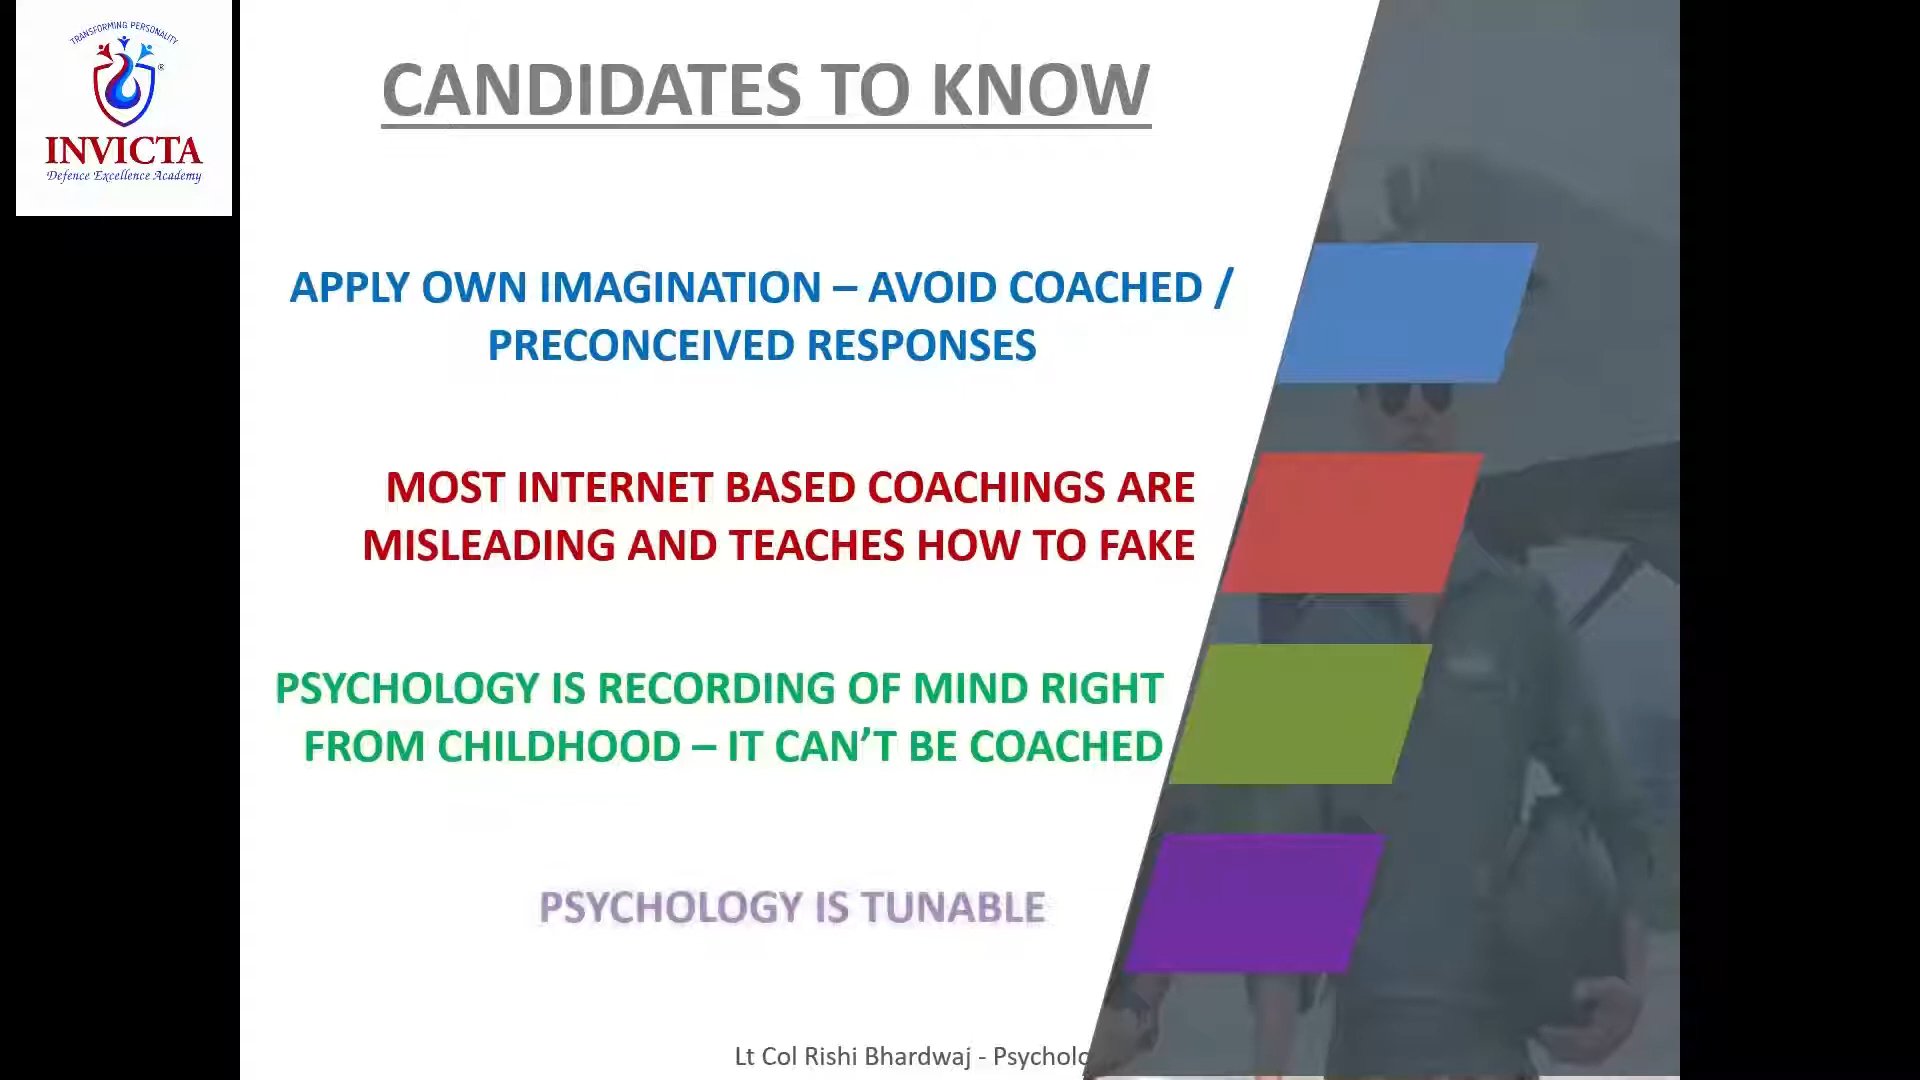 TRANSFORMING PERSONALITY
®
INVICTA
Defence Excellence Academy
CANDIDATES TO KNOW
APPLY OWN IMAGINATION – AVOID COACHED /
PRECONCEIVED RESPONSES
MOST INTERNET BASED COACHINGS ARE
MISLEADING AND TEACHES HOW TO FAKE
PSYCHOLOGY IS RECORDING OF MIND RIGHT
FROM CHILDHOOD – IT CAN’T BE COACHED
PSYCHOLOGY IS TUNABLE
Lt Col Rishi Bhardwaj - Psycholo